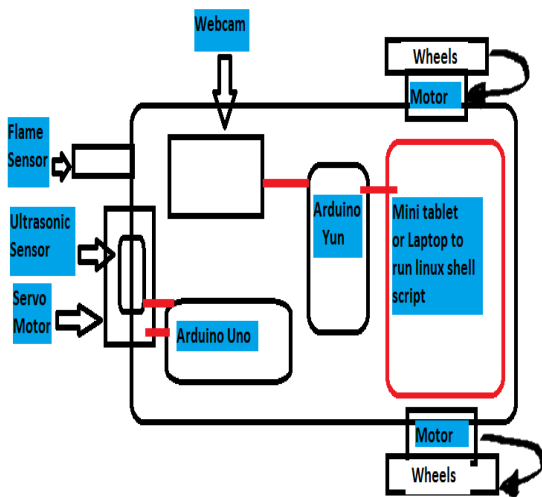 Webcam
Wheels
Motor
Flame
Sensor
Ultrasonic
Sensor
Servo
Motor
Arduino
Yun
Mini tablet
or Laptop to
run linux shell
script
Arduino Uno
Motor
Wheels